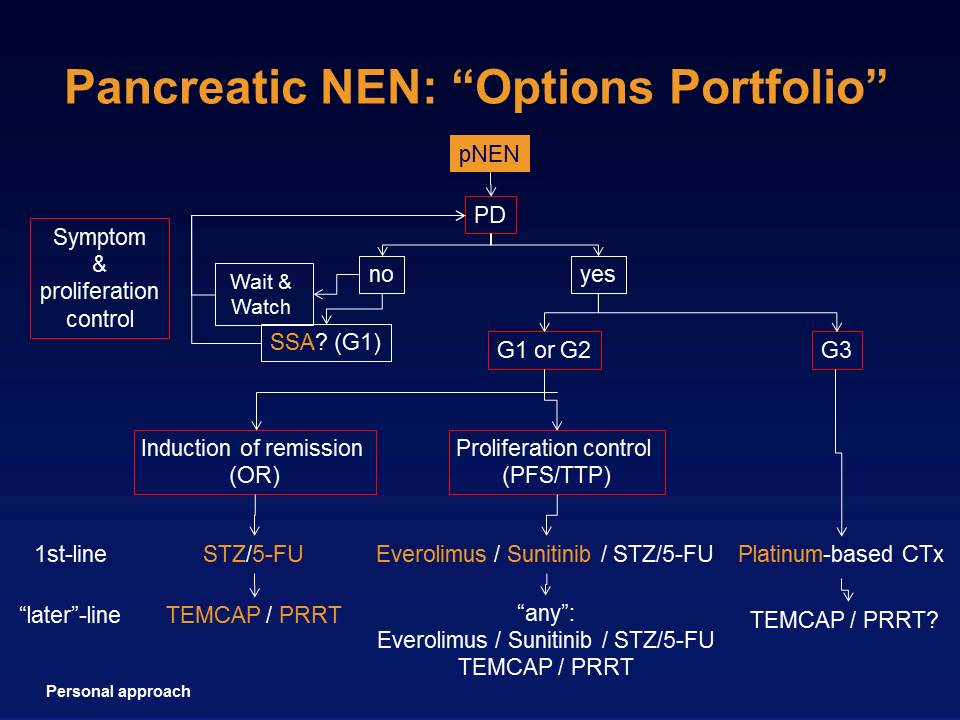 Pancreatic NEN: “Options Portfolio”
pNEN
PD
Symptom
&
proliferation
control
no
yes
Wait &
Watch
SSA? (G1)
G1 or G2
G3
Induction of remission
(OR)
Proliferation control
(PFS/TTP)
1st-line
STZ/5-FU
Everolimus / Sunitinib / STZ/5-FU
Platinum-based CTx
“later”-line
TEMCAP / PRRT
“any”:
Everolimus / Sunitinib / STZ/5-FU
TEMCAP / PRRT
TEMCAP / PRRT?
Personal approach